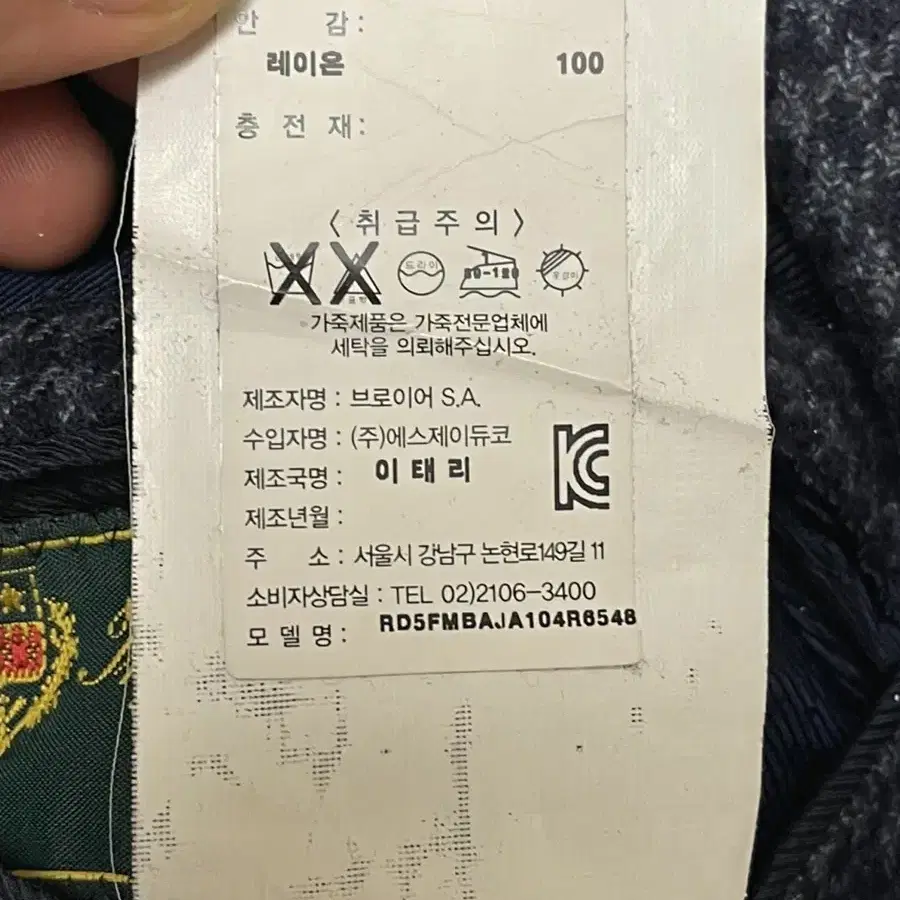 안 감:
레이온 100
충 전 재:
〈 취 급 주 의 〉
드라이 80-120 옷걸이
가죽제품은 가죽전문업체에
세탁을 의뢰해주십시오.
제조자명 : 브로이어 S.A.
수입자명 : (주)에스제이듀코
제조국명 : 이태리
제조년월 :
주 소 : 서울시 강남구 논현로149길 11
소비자상담실 : TEL 02)2106-3400
모 델 명 : RD5FMBAJA104R6548